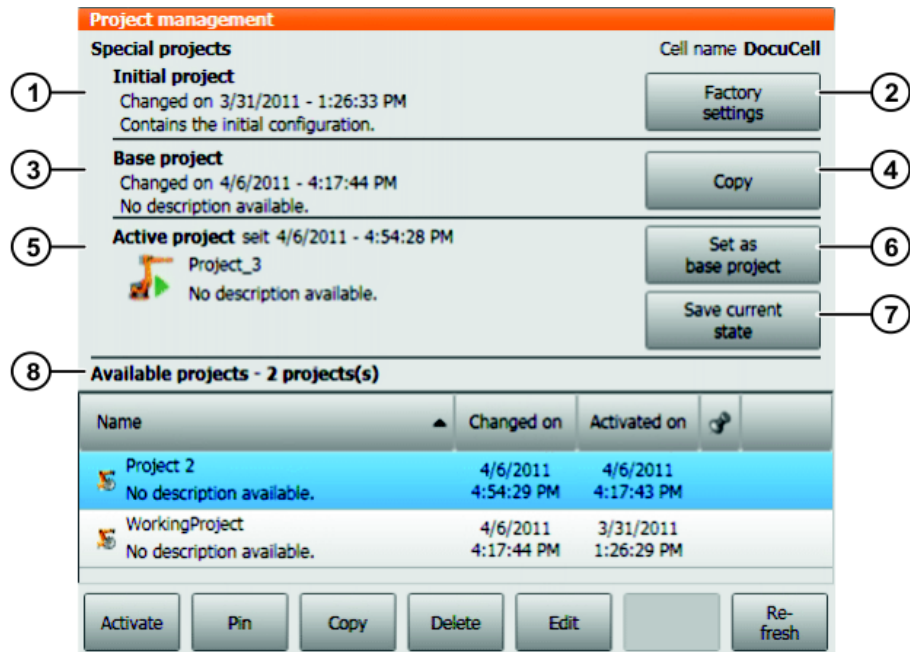 Project management
Special projects
Cell name DocuCell
Initial project
1
Changed on 3/31/2011 - 1:26:33 PM
Contains the initial configuration.
Factory
settings
2
Base project
3
Changed on 4/6/2011 - 4:17:44 PM
No description available.
Copy
4
Active project seit 4/6/2011 - 4:54:28 PM
5
Project_3
No description available.
Set as
base project
6
Save current
state
7
8
Available projects - 2 projects(s)
Name
Changed on
Activated on
Project 2
No description available.
4/6/2011
4:54:29 PM
4/6/2011
4:17:43 PM
WorkingProject
No description available.
4/6/2011
4:17:44 PM
3/31/2011
1:26:29 PM
Activate
Pin
Copy
Delete
Edit
Re-
fresh